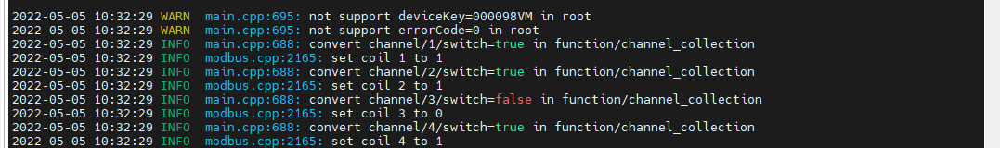 2022-05-05 10:32:29 WARN  main.cpp:695: not support deviceKey=000098VM in root
2022-05-05 10:32:29 WARN  main.cpp:695: not support errorCode=0 in root
2022-05-05 10:32:29 INFO  main.cpp:688: convert channel/1/switch=true in function/channel_collection
2022-05-05 10:32:29 INFO  modbus.cpp:2165: set coil 1 to 1
2022-05-05 10:32:29 INFO  main.cpp:688: convert channel/2/switch=true in function/channel_collection
2022-05-05 10:32:29 INFO  modbus.cpp:2165: set coil 2 to 1
2022-05-05 10:32:29 INFO  main.cpp:688: convert channel/3/switch=false in function/channel_collection
2022-05-05 10:32:29 INFO  modbus.cpp:2165: set coil 3 to 0
2022-05-05 10:32:29 INFO  main.cpp:688: convert channel/4/switch=true in function/channel_collection
2022-05-05 10:32:29 INFO  modbus.cpp:2165: set coil 4 to 1